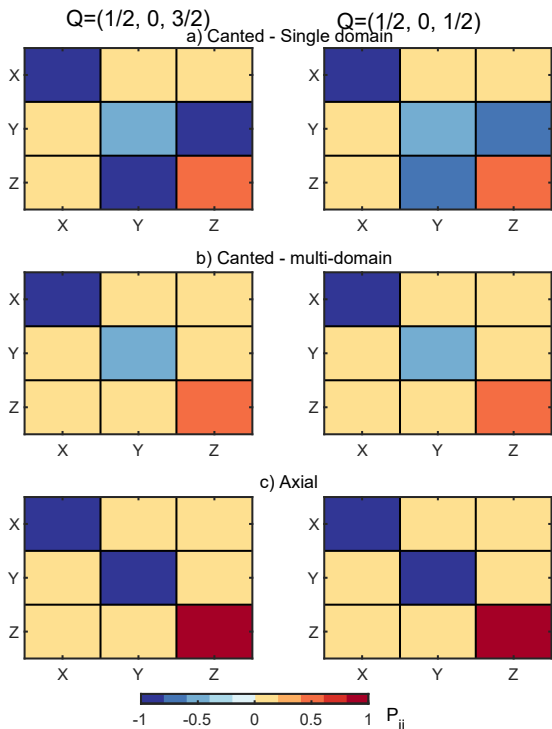 Q=(1/2, 0, 3/2) Q=(1/2, 0, 1/2)
a) Canted - Single domain
X X
Y Y
Z Z
X Y Z X Y Z
b) Canted - multi-domain
X X
Y Y
Z Z
X Y Z X Y Z
c) Axial
X X
Y Y
Z Z
X Y Z X Y Z
-1 -0.5 0 0.5 1 Pij